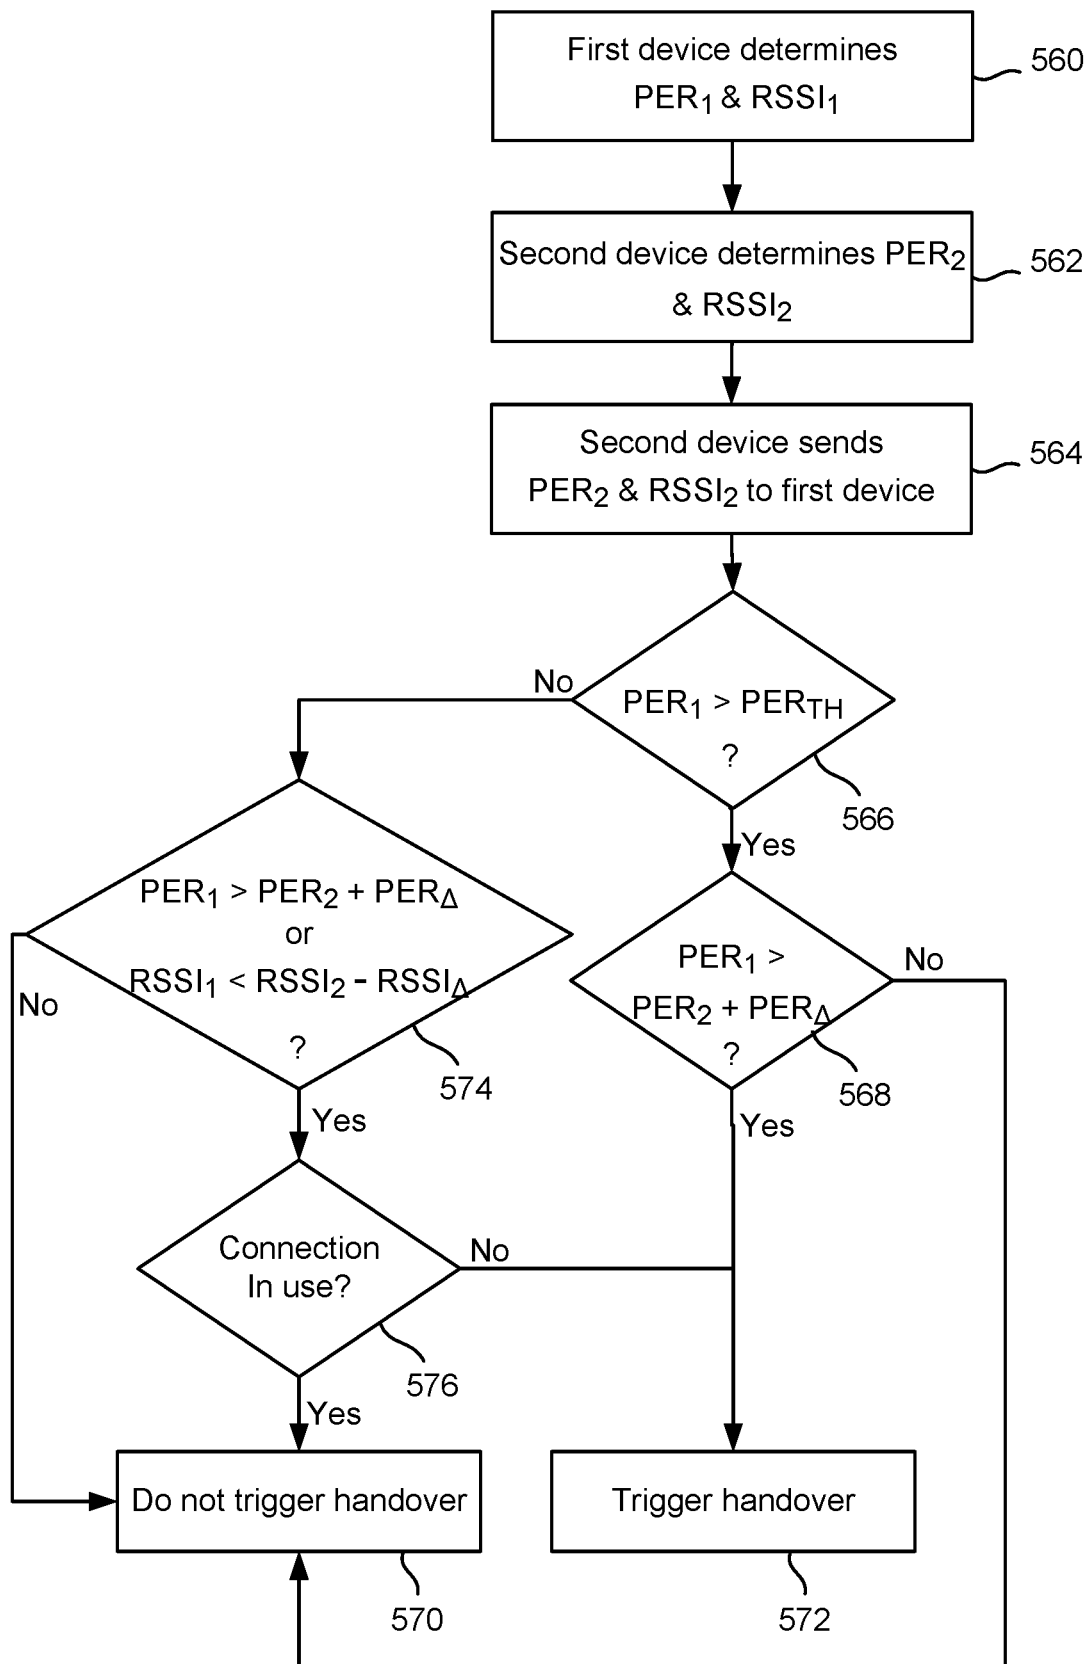 First device determines
PER1 & RSSI1
560
Second device determines PER2
& RSSI2
562
Second device sends
PER2 & RSSI2 to first device
564
No
PER1 > PERTH
?
566
Yes
PER1 > PER2 + PERΔ
or
RSSI1 < RSSI2 - RSSIΔ
?
No
574
Yes
PER1 >
PER2 + PERΔ
?
No
568
Yes
Connection
In use?
No
576
Yes
Do not trigger handover
570
Trigger handover
572